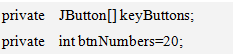 private   JButton[] keyButtons;
private   int btnNumbers=20;